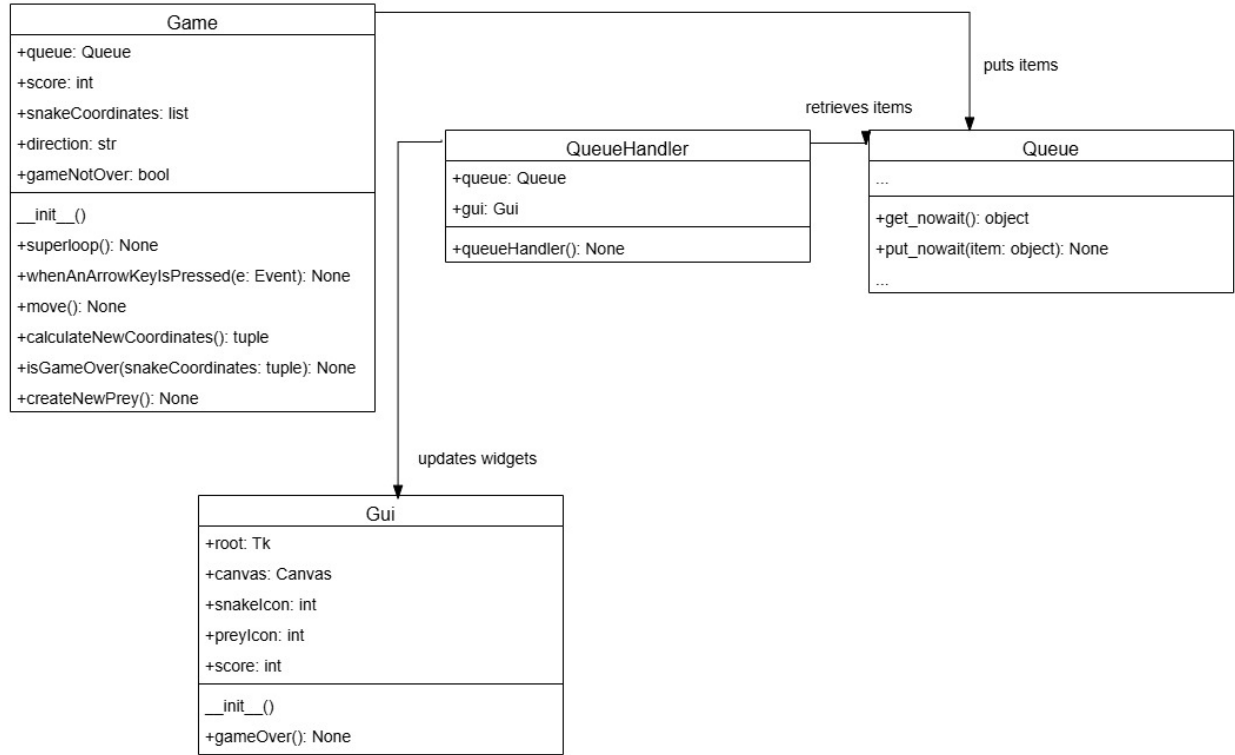 Game
+queue: Queue
+score: int
+snakeCoordinates: list
+direction: str
+gameNotOver: bool
__init__()
+superloop(): None
+whenAnArrowKeyIsPressed(e: Event): None
+move(): None
+calculateNewCoordinates(): tuple
+isGameOver(snakeCoordinates: tuple): None
+createNewPrey(): None
puts items
retrieves items
QueueHandler
+queue: Queue
+gui: Gui
+queueHandler(): None
Queue
...
+get_nowait(): object
+put_nowait(item: object): None
...
updates widgets
Gui
+root: Tk
+canvas: Canvas
+snakeIcon: int
+preyIcon: int
+score: int
__init__()
+gameOver(): None